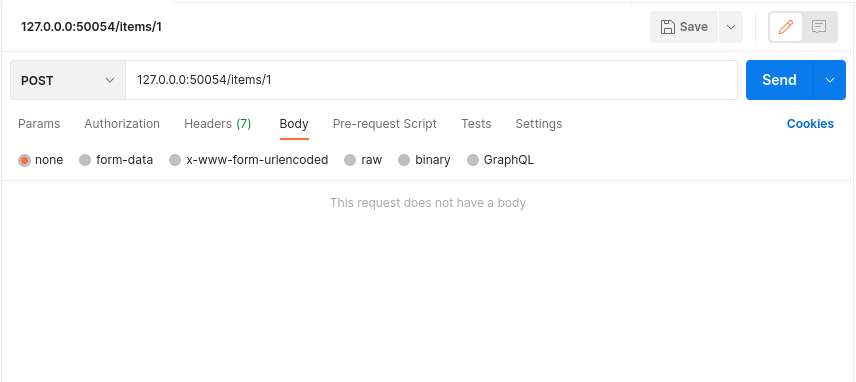 127.0.0.0:50054/items/1 Save
POST 127.0.0.0:50054/items/1 Send
Params Authorization Headers (7) Body Pre-request Script Tests Settings Cookies
none form-data x-www-form-urlencoded raw binary GraphQL
This request does not have a body